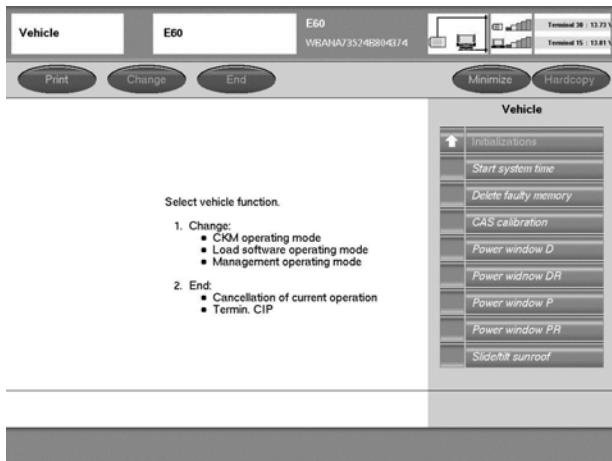 Vehicle
E60
E60
WBANA73524B804374
Terminal 30 : 13.73 V
Terminal 15 : 13.81 V
Print
Change
End
Minimize
Hardcopy
Vehicle
Initializations
Start system time
Delete faulty memory
CAS calibration
Power window D
Power widnow DR
Power window P
Power window PR
Slide/tilt sunroof
Select vehicle function.
1. Change:
• CKM operating mode
• Load software operating mode
• Management operating mode
2. End:
• Cancellation of current operation
• Termin. CIP